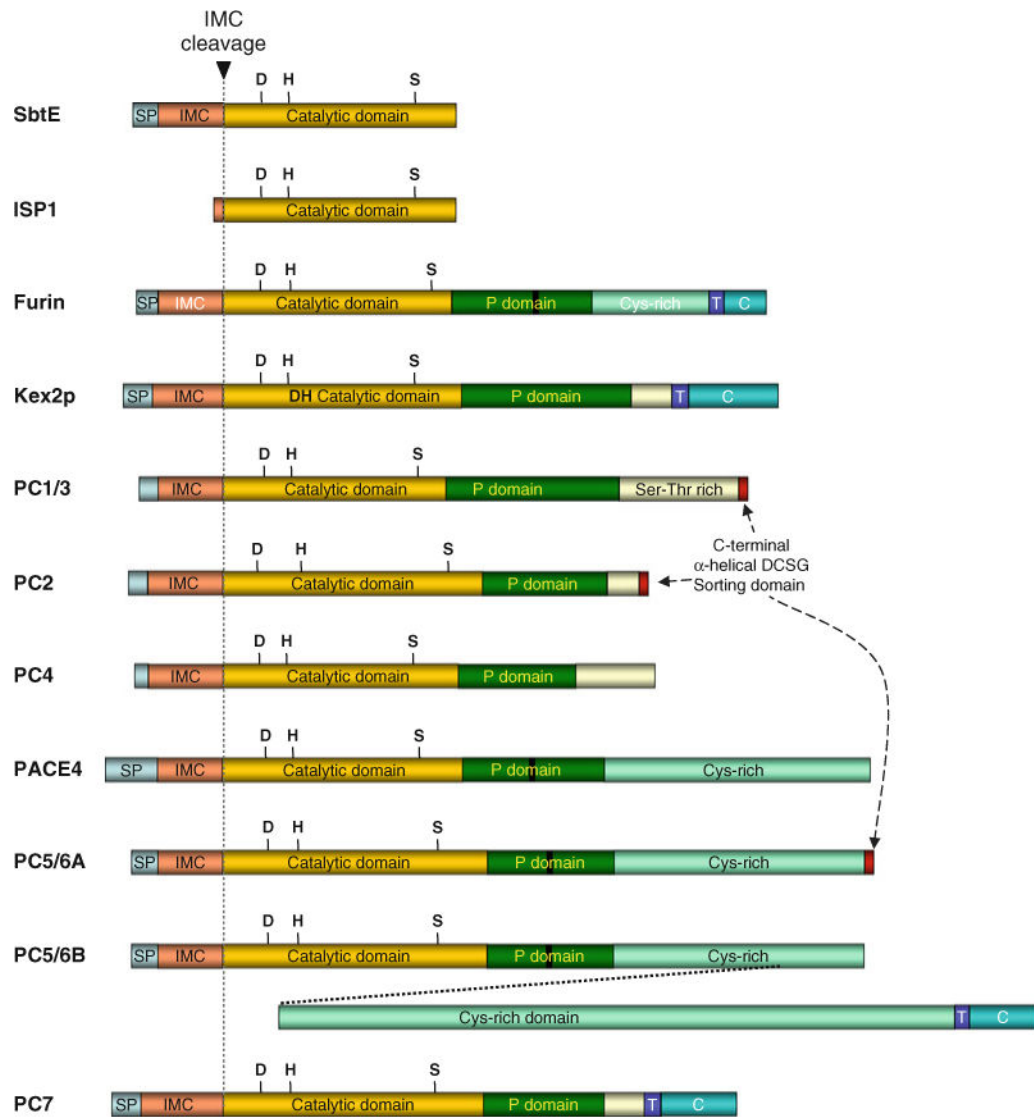 IMC
cleavage
D H S
SbtE SP IMC Catalytic domain
D H S
ISP1 Catalytic domain
D H S
Furin SP IMC Catalytic domain P domain Cys-rich T C
D H S
Kex2p SP IMC DH Catalytic domain P domain T C
D H S
PC1/3 IMC Catalytic domain P domain Ser-Thr rich
C-terminal
α-helical DCSG
Sorting domain
D H S
PC2 IMC Catalytic domain P domain
D H S
PC4 IMC Catalytic domain P domain
D H S
PACE4 SP IMC Catalytic domain P domain Cys-rich
D H S
PC5/6A SP IMC Catalytic domain P domain Cys-rich
D H S
PC5/6B SP IMC Catalytic domain P domain Cys-rich
Cys-rich domain T C
D H S
PC7 SP IMC Catalytic domain P domain T C